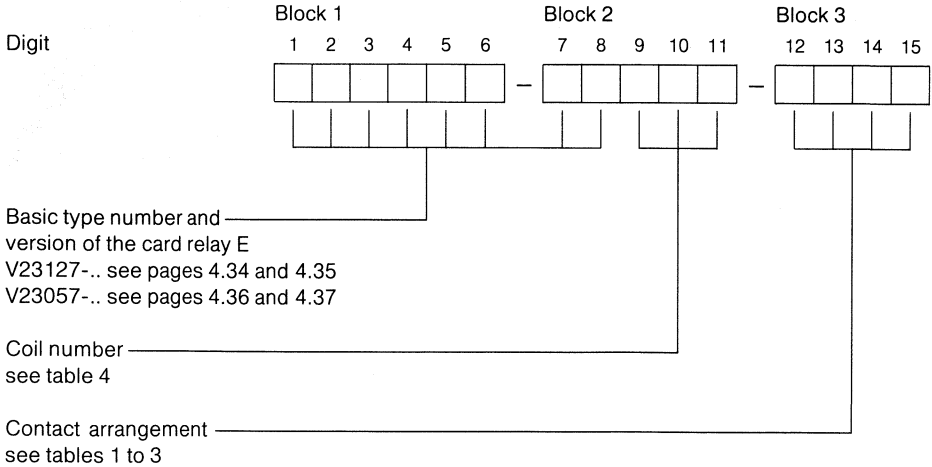 Block 1 Block 2 Block 3
Digit 1 2 3 4 5 6 7 8 9 10 11 12 13 14 15
– –
Basic type number and
version of the card relay E
V23127-.. see pages 4.34 and 4.35
V23057-.. see pages 4.36 and 4.37
Coil number
see table 4
Contact arrangement
see tables 1 to 3